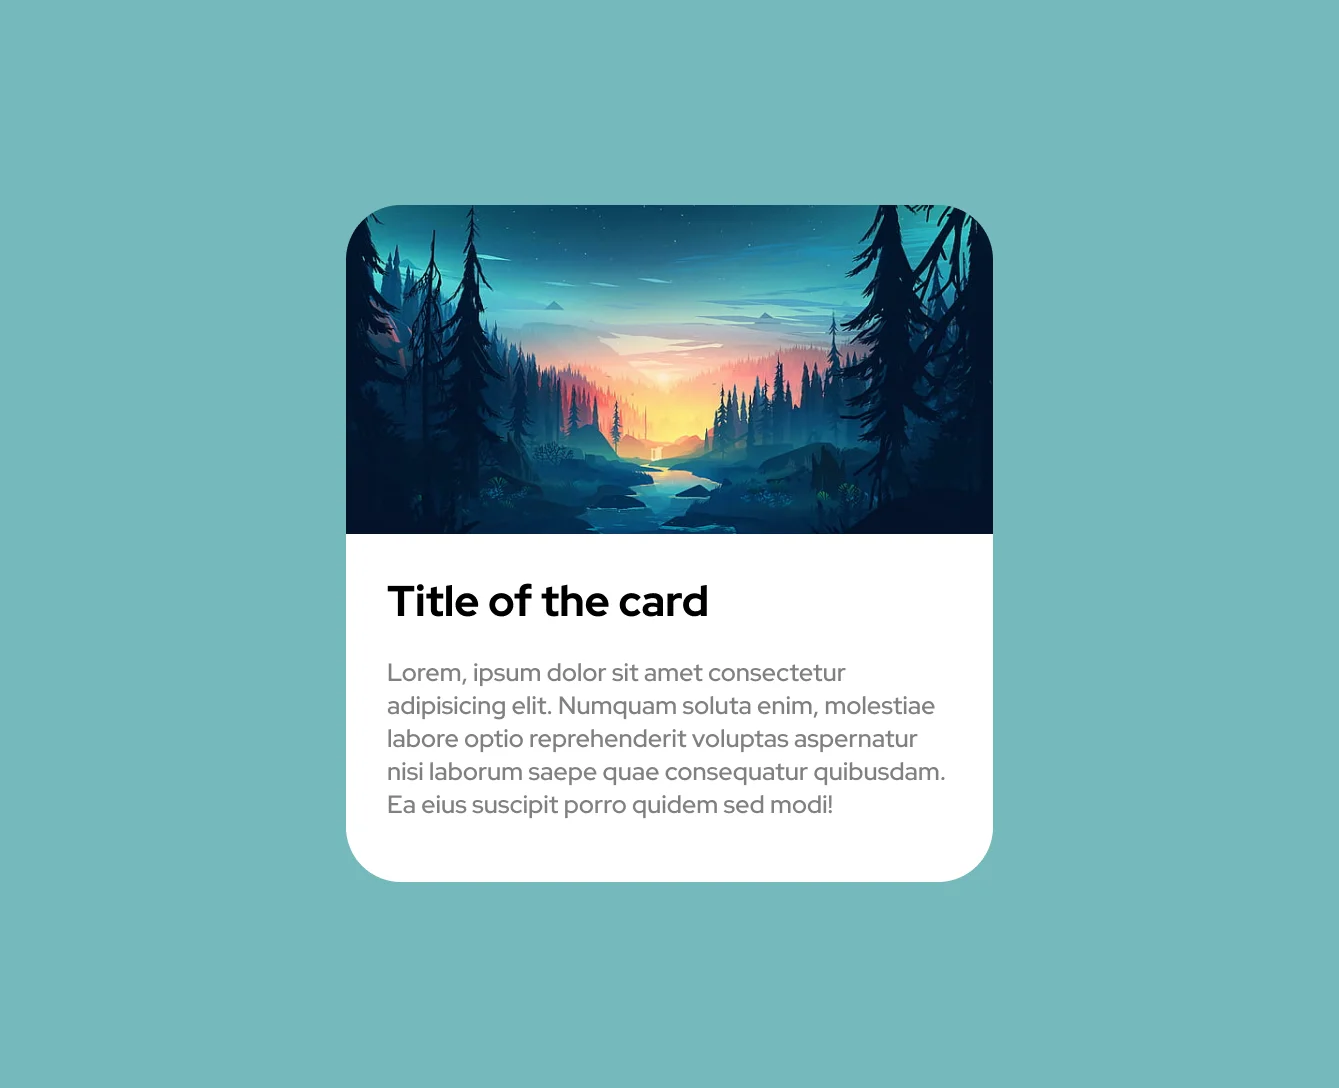 Title of the card
Lorem, ipsum dolor sit amet consectetur
adipisicing elit. Numquam soluta enim, molestiae
labore optio reprehenderit voluptas aspernatur
nisi laborum saepe quae consequatur quibusdam.
Ea eius suscipit porro quidem sed modi!